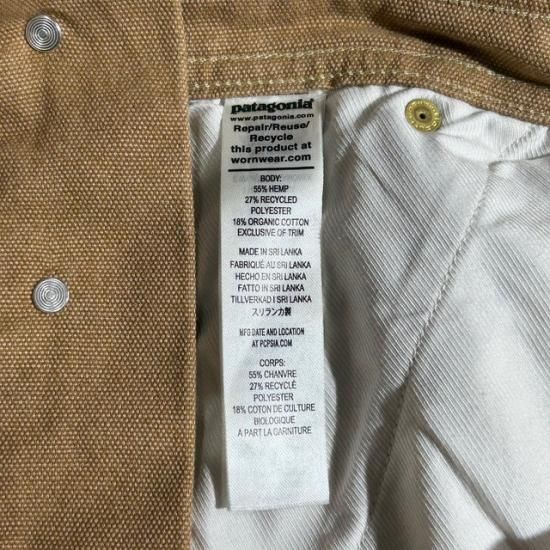 patagonia®
www.patagonia.com
Repair/Reuse/
Recycle
this product at
wornwear.com
BODY:
55% HEMP
27% RECYCLED
POLYESTER
18% ORGANIC COTTON
EXCLUSIVE OF TRIM
MADE IN SRI LANKA
FABRIQUÉ AU SRI LANKA
HECHO EN SRI LANKA
FATTO IN SRI LANKA
TILLVERKAD I SRI LANKA
スリランカ製
MFG DATE AND LOCATION
AT PCPSIA.COM
CORPS:
55% CHANVRE
27% RECYCLÉ
POLYESTER
18% COTON DE CULTURE
BIOLOGIQUE
À PART LA GARNITURE